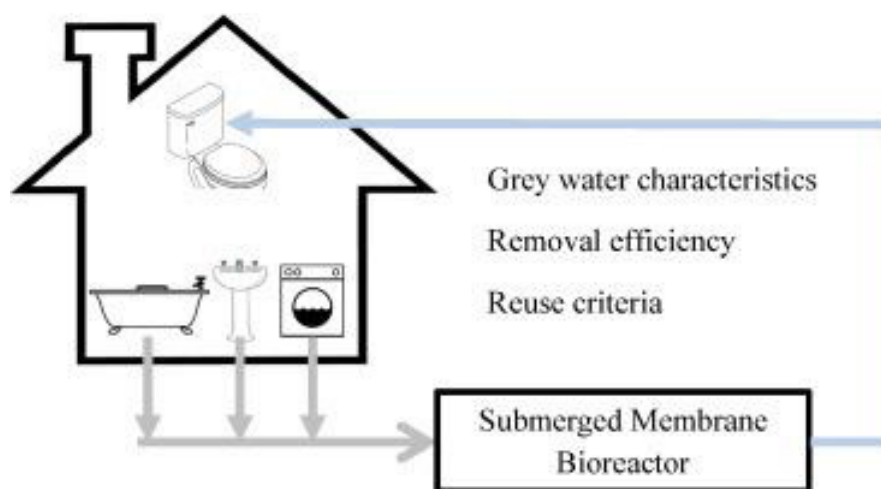 Grey water characteristics
Removal efficiency
Reuse criteria
Submerged Membrane
Bioreactor